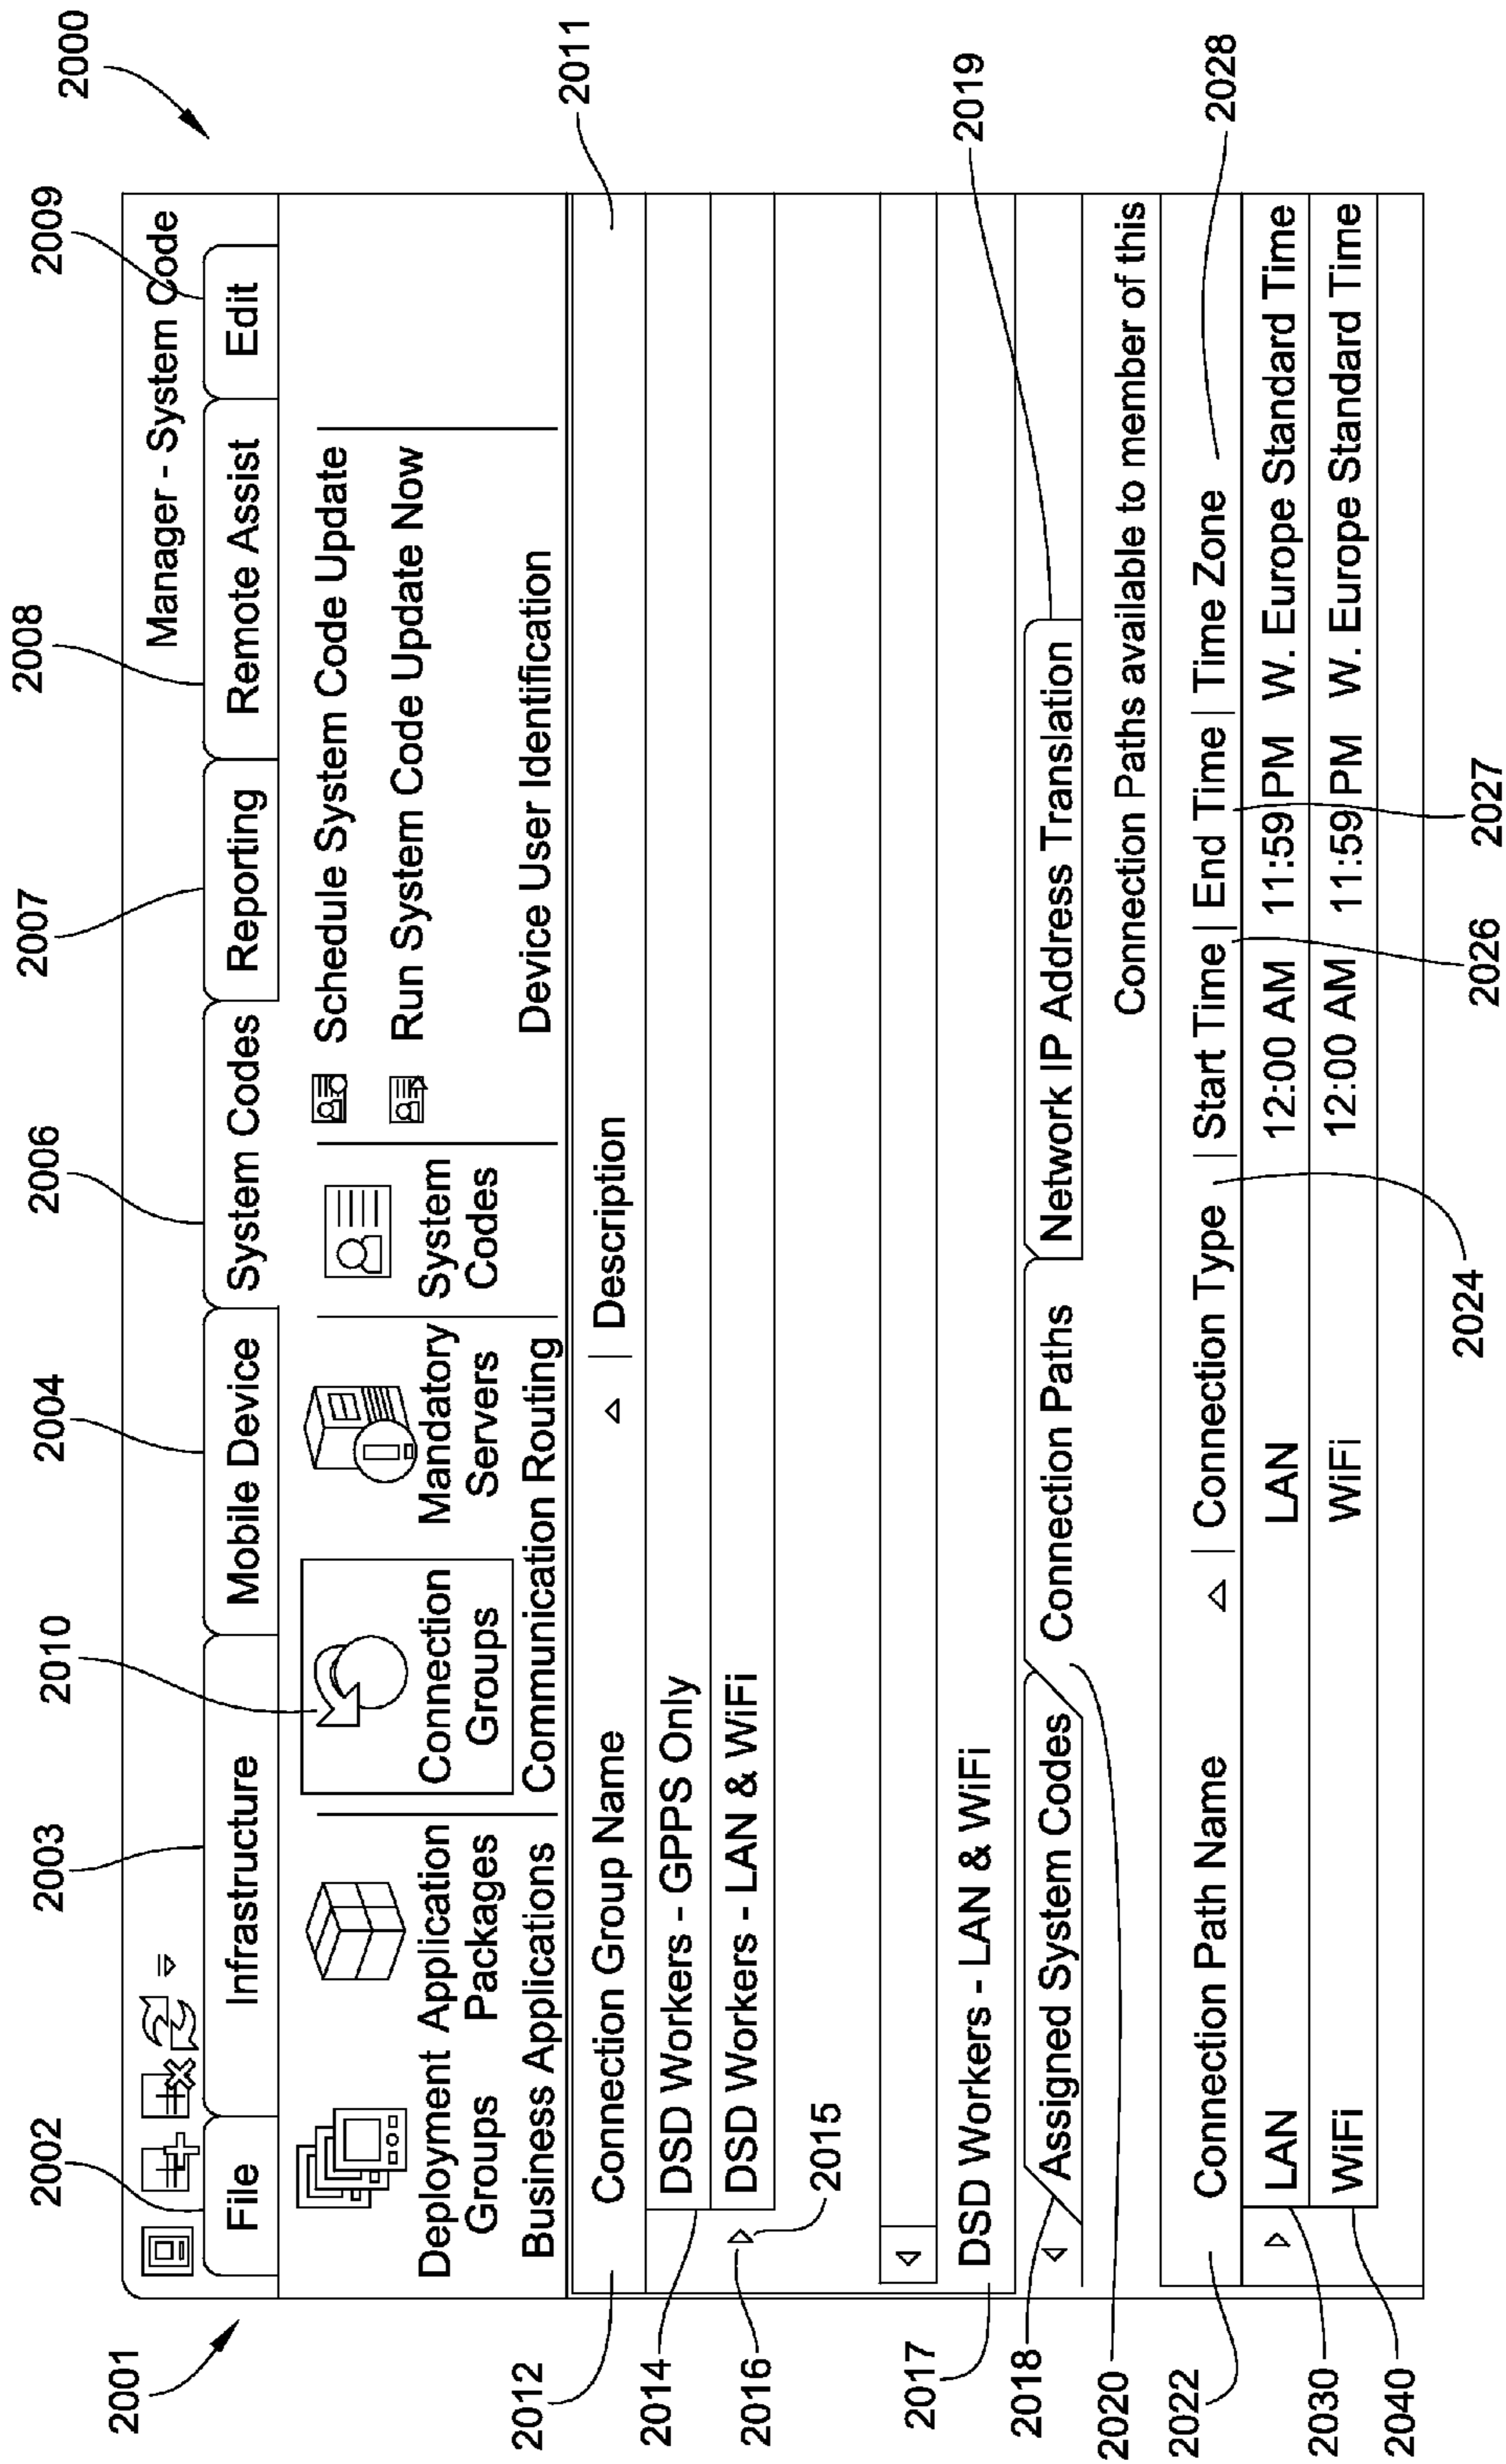 2000
2001
2002
2003
2004
2006
2007
2008
2009
Manager - System Code
File
Infrastructure
Mobile Device
System Codes
Reporting
Remote Assist
Edit
2010
Deployment Groups
Application Packages
Business Applications
Connection Groups
Mandatory Servers
Communication Routing
System Codes
Schedule System Code Update
Run System Code Update Now
Device User Identification
2011
2012
Connection Group Name
Description
2014
DSD Workers - GPPS Only
2016
2015
DSD Workers - LAN & WiFi
2017
DSD Workers - LAN & WiFi
2018
Assigned System Codes
Connection Paths
Network IP Address Translation
2019
2020
Connection Paths available to member of this
2022
Connection Path Name
Connection Type
Start Time
End Time
Time Zone
2028
2030
LAN
LAN
12:00 AM
11:59 PM
W. Europe Standard Time
2040
WiFi
WiFi
12:00 AM
11:59 PM
W. Europe Standard Time
2024
2026
2027